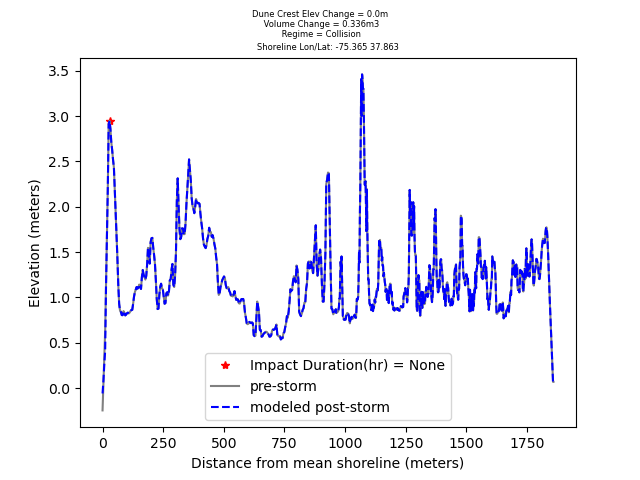 Dune Crest Elev Change = 0.0m
Volume Change = 0.336m3
Regime = Collision
Shoreline Lon/Lat: -75.365 37.863
3.5
3.0
2.5
2.0
1.5
1.0
0.5
0.0
Elevation (meters)
Impact Duration(hr) = None
pre-storm
modeled post-storm
0 250 500 750 1000 1250 1500 1750
Distance from mean shoreline (meters)